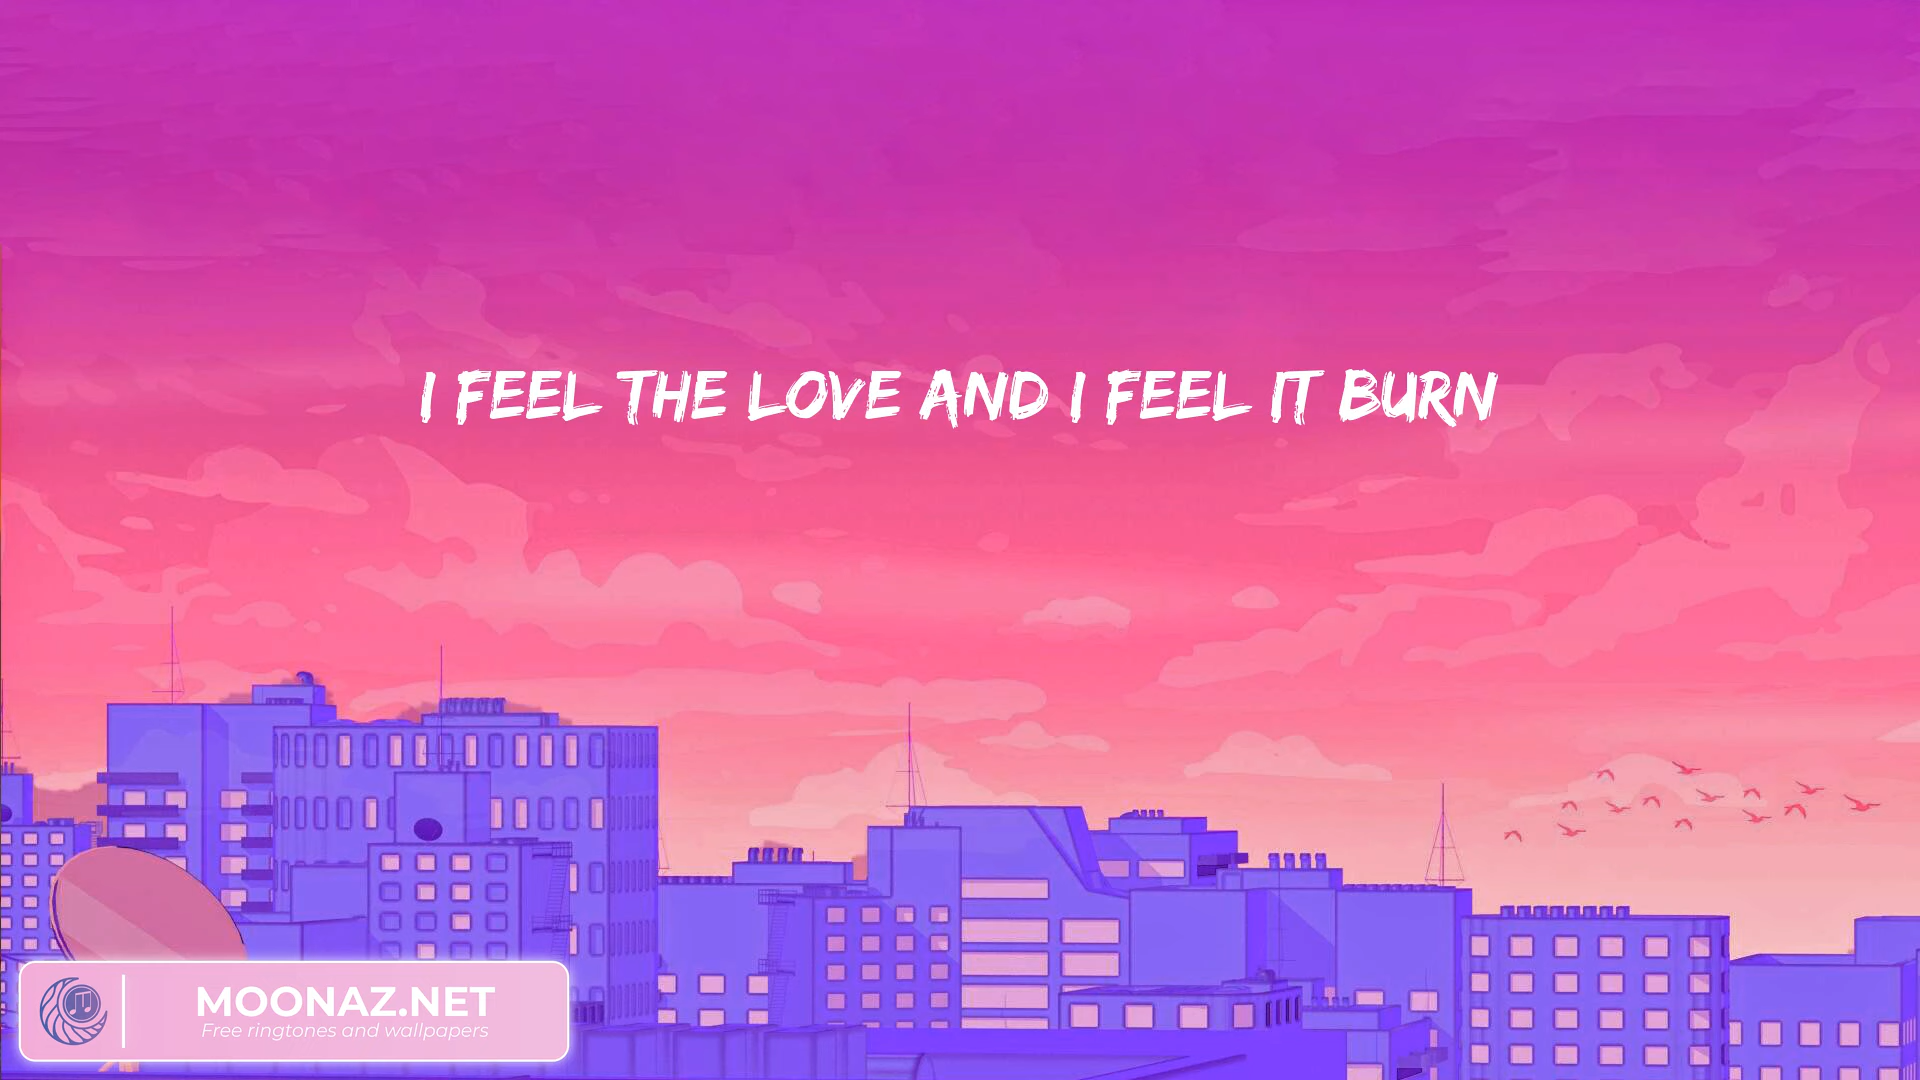 I FEEL THE LOVE AND I FEEL IT BURN
MOONAZ.NET
Free ringtones and wallpapers